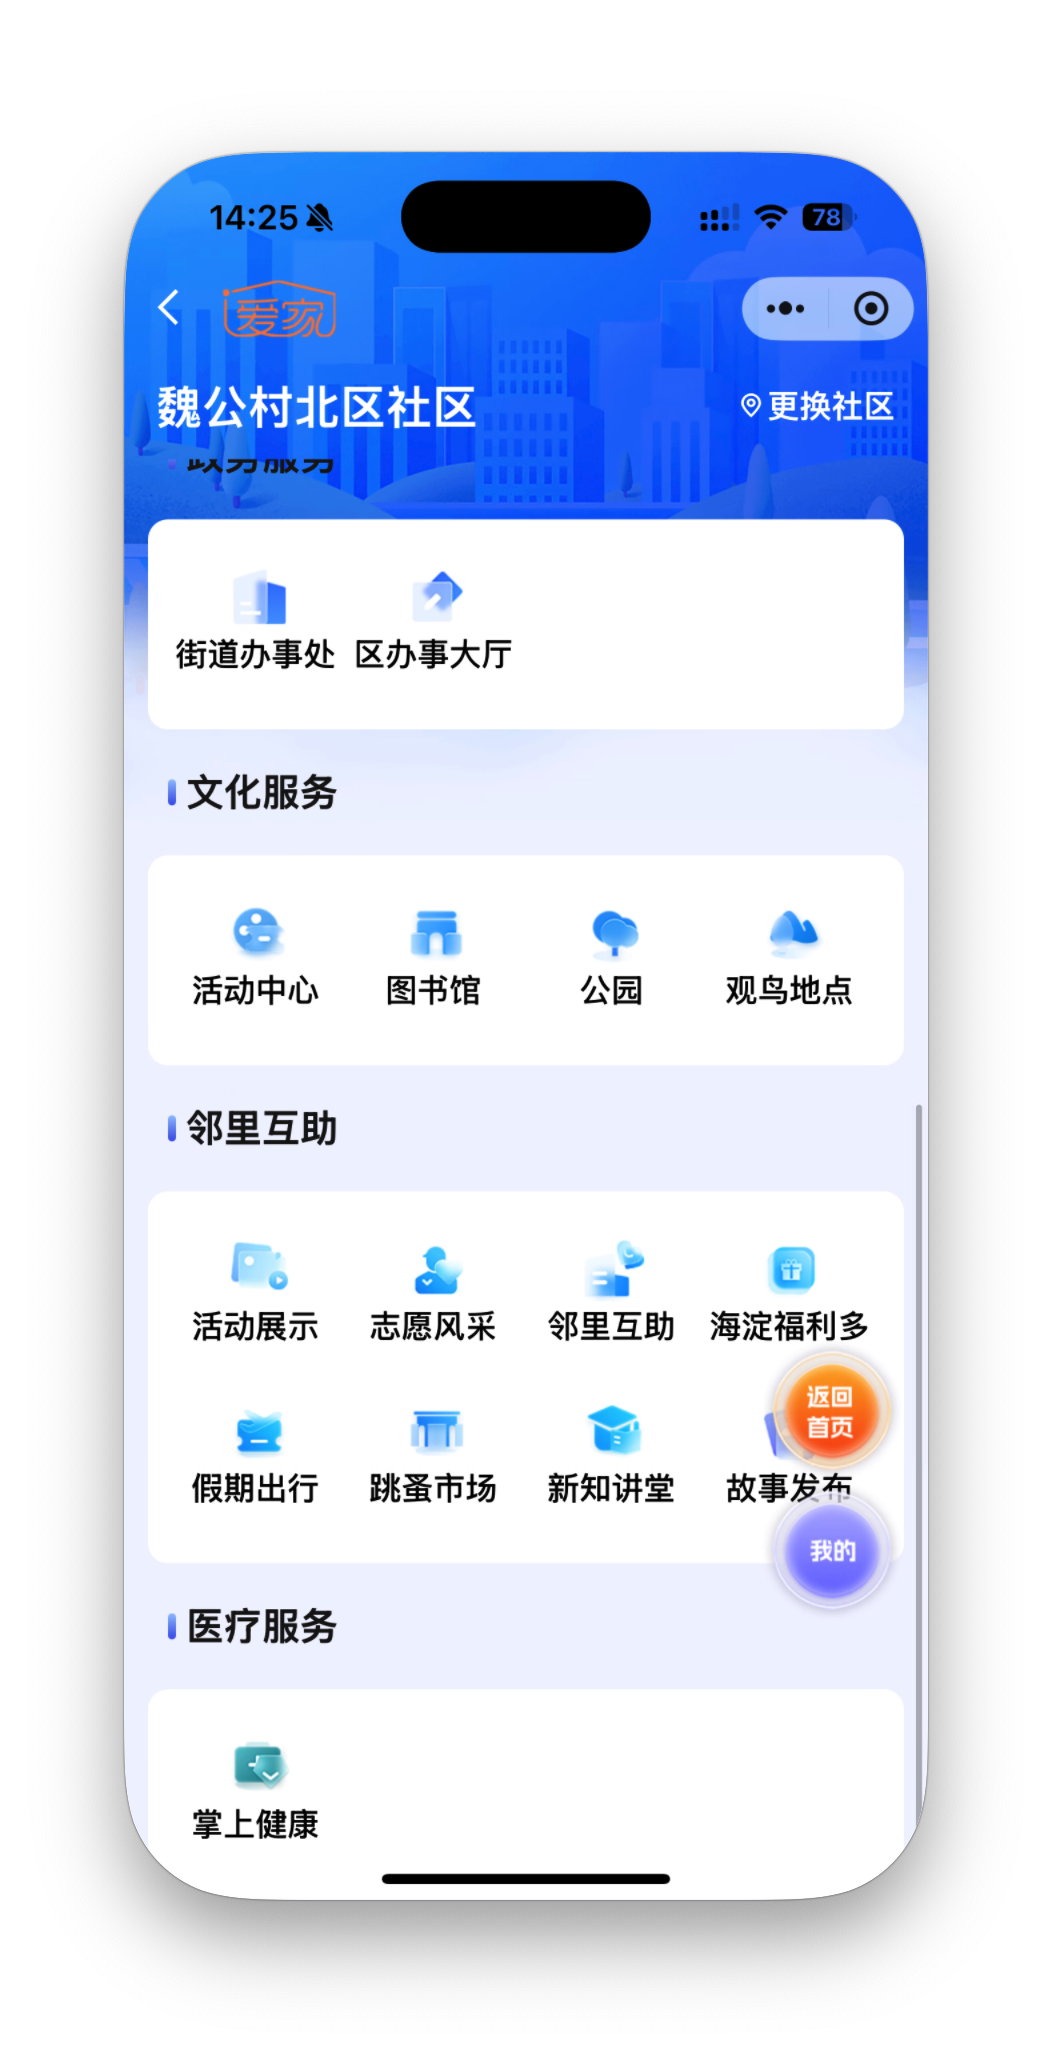 14:25
78
爱家
魏公村北区社区
更换社区
政务服务
街道办事处 区办事大厅
文化服务
活动中心 图书馆 公园 观鸟地点
邻里互助
活动展示 志愿风采 邻里互助 海淀福利多
返回
首页
假期出行 跳蚤市场 新知讲堂 故事发布
我的
医疗服务
掌上健康